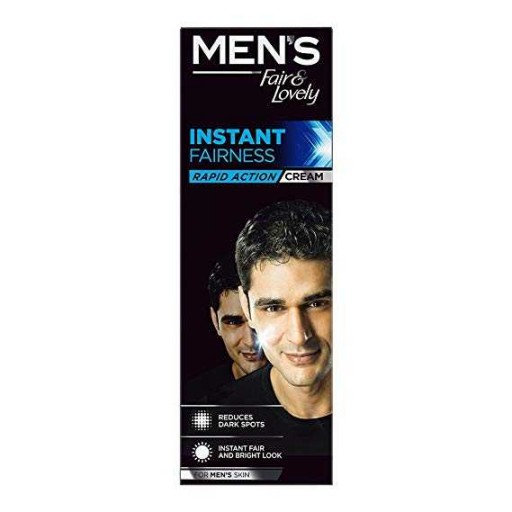 MEN'S
Fair &
Lovely
INSTANT
FAIRNESS
RAPID ACTION CREAM
REDUCES
DARK SPOTS
INSTANT FAIR
AND BRIGHT LOOK
FOR MEN'S SKIN